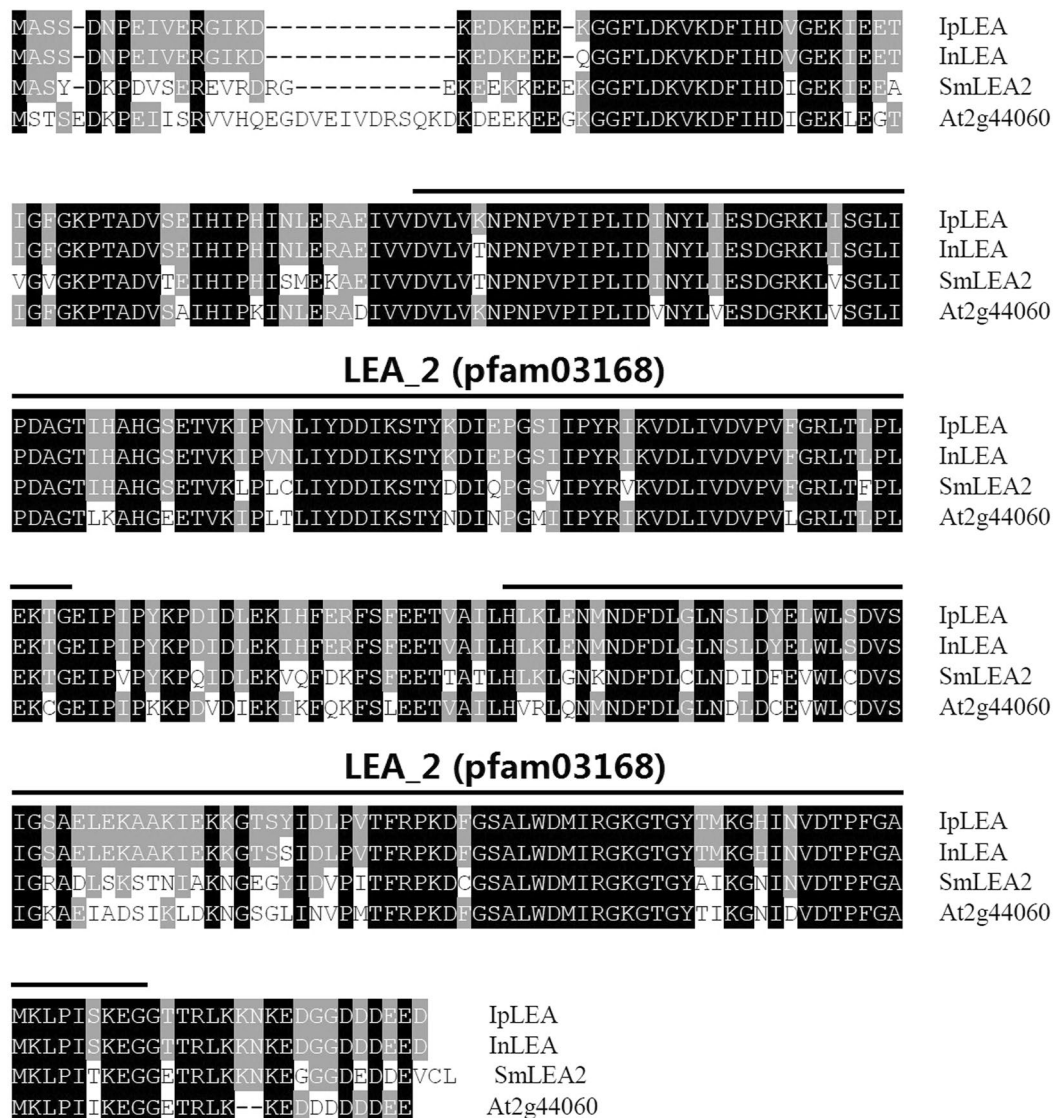 MASS-DNPEIVERGIKD-------------KEDKEEE-KGGFLDKVKDFIHDVGEKIEET IpLEA
MASS-DNPEIVERGIKD-------------KEDKEEE-QGGFLDKVKDFIHDVGEKIEET InLEA
MASY-DKPDVSEREVRDRG----------EKEEKKEEEKGGFLDKVKDFIHDIGEKIEEA SmLEA2
MSTSEDKPEIISRVVHQEGDVEIVDRSQKDKDEEKEEGKGGFLDKVKDFIHDIGEKLEGT At2g44060
IGFGKPTADVSEIHIPHINLERAEIVVDVLVKNPNPVPIPLIDINYLIESDGRKLISGLI IpLEA
IGFGKPTADVSEIHIPHINLERAEIVVDVLVTNPNPVPIPLIDINYLIESDGRKLISGLI InLEA
VGVGKPTADVTEIHIPHISMEKAEIVVDVLVTNPNPVPIPLIDINYLIESDGRKLVSGLI SmLEA2
IGFGKPTADVSAIHIPKINLERADIVVDVLVKNPNPVPIPLIDVNYLVESDGRKLVSGLI At2g44060
LEA_2 (pfam03168)
PDAGTIHAHGSETVKIPVNLIYDDIKSTYKDIEPGSIIPYRIKVDLIVDVPVFGRLTLPL IpLEA
PDAGTIHAHGSETVKIPVNLIYDDIKSTYKDIEPGSIIPYRIKVDLIVDVPVFGRLTLPL InLEA
PDAGTIHAHGSETVKLPLCLIYDDIKSTYDDIQPGSVIPYRVKVDLIVDVPVFGRLTFPL SmLEA2
PDAGTLKAHGEETVKIPLTLIYDDIKSTYNDINPGMIIPYRIKVDLIVDVPVLGRLTLPL At2g44060
EKTGEIPIPYKPDIDLEKIHFERFSFEETVAILHLKLENMNDFDLGLNSLDYELWLSDVS IpLEA
EKTGEIPIPYKPDIDLEKIHFERFSFEETVAILHLKLENMNDFDLGLNSLDYELWLSDVS InLEA
EKTGEIPVPYKPQIDLEKVQFDKFSFEETTATLHLKLGNKNDFDLCLNDIDFEVWLCDVS SmLEA2
EKCGEIPIPKKPDVDIEKIKFQKFSLEETVAILHVRLQNMNDFDLGLNDLDCEVWLCDVS At2g44060
LEA_2 (pfam03168)
IGSAELEKAAKIEKKGTSYIDLPVTFRPKDFGSALWDMIRGKGTGYTMKGHINVDTPFGA IpLEA
IGSAELEKAAKIEKKGTSSIDLPVTFRPKDFGSALWDMIRGKGTGYTMKGHINVDTPFGA InLEA
IGRADLSKSTNIAKNGEGYIDVPITFRPKDCGSALWDMIRGKGTGYAIKGNINVDTPFGA SmLEA2
IGKAEIADSIKLDKNGSGLINVPMTFRPKDFGSALWDMIRGKGTGYTIKGNIDVDTPFGA At2g44060
MKLPISKEGGTTRLKKNKEDGGDDDEED IpLEA
MKLPISKEGGTTRLKKNKEDGGDDDEED InLEA
MKLPITKEGGETRLKKNKEGGGDEDDEVCL SmLEA2
MKLPIIKEGGETRLK--KEDDDDDDEE At2g44060